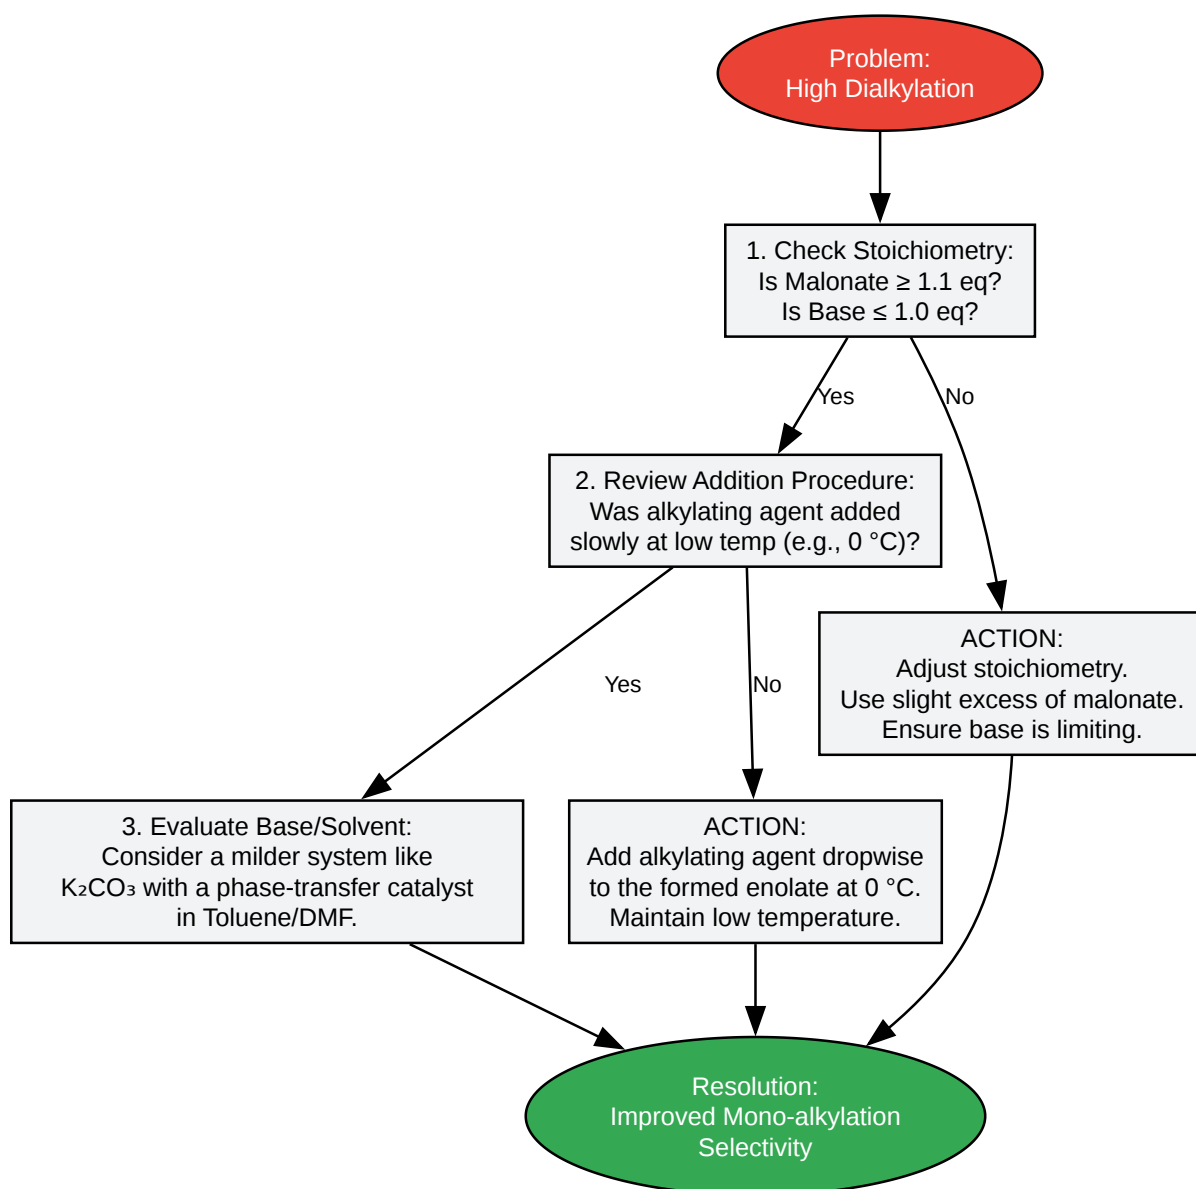 Problem:
High Dialkylation
1. Check Stoichiometry:
Is Malonate ≥ 1.1 eq?
Is Base ≤ 1.0 eq?
Yes
No
2. Review Addition Procedure:
Was alkylating agent added
slowly at low temp (e.g., 0 °C)?
ACTION:
Adjust stoichiometry.
Use slight excess of malonate.
Ensure base is limiting.
Yes
No
3. Evaluate Base/Solvent:
Consider a milder system like
K₂CO₃ with a phase-transfer catalyst
in Toluene/DMF.
ACTION:
Add alkylating agent dropwise
to the formed enolate at 0 °C.
Maintain low temperature.
Resolution:
Improved Mono-alkylation
Selectivity